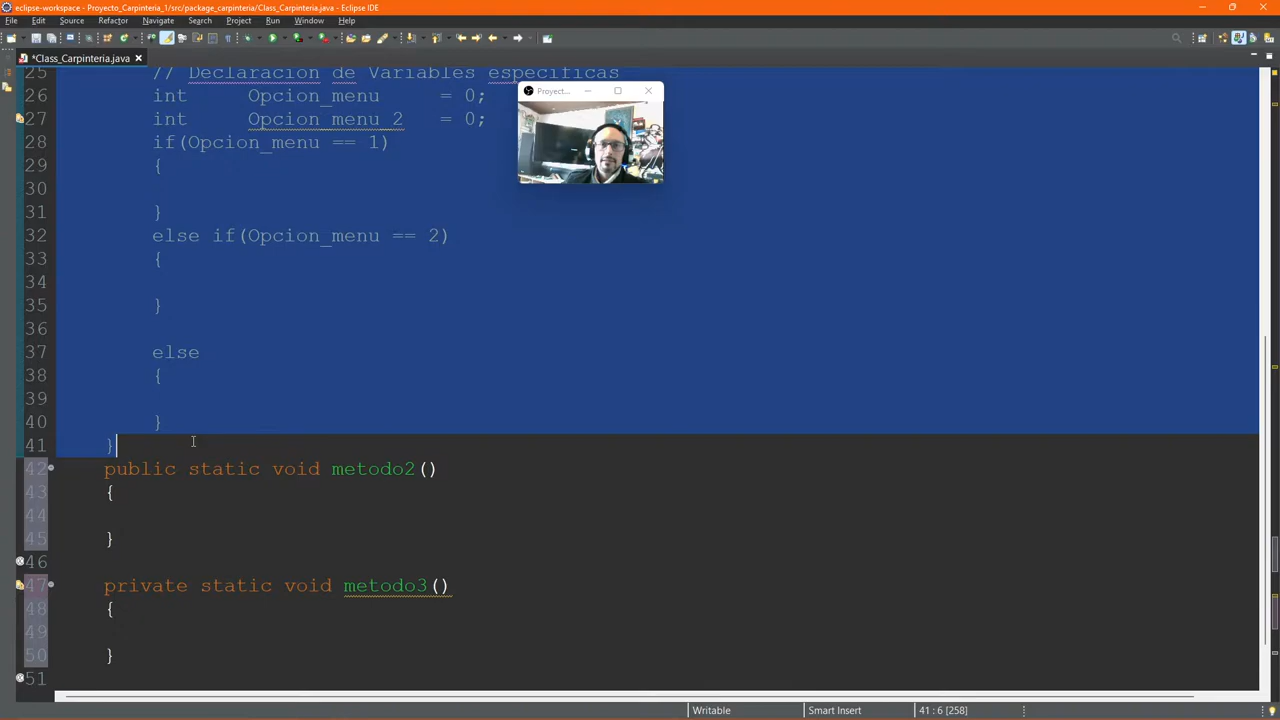 eclipse-workspace - Proyecto_Carpinteria_1/src/package_carpinteria/Class_Carpinteria.java - Eclipse IDE
File Edit Source Refactor Navigate Search Project Run Window Help
*Class_Carpinteria.java
25 // Declaracion de Variables especificas
26 int Opcion_menu = 0;
27 int Opcion_menu_2 = 0;
28 if(Opcion_menu == 1)
29 {
30
31 }
32 else if(Opcion_menu == 2)
33 {
34
35 }
36
37 else
38 {
39
40 }
41 }
42 public static void metodo2()
43 {
44
45 }
46
47 private static void metodo3()
48 {
49
50 }
51
Proyect...
Writable Smart Insert 41 : 6 [258]